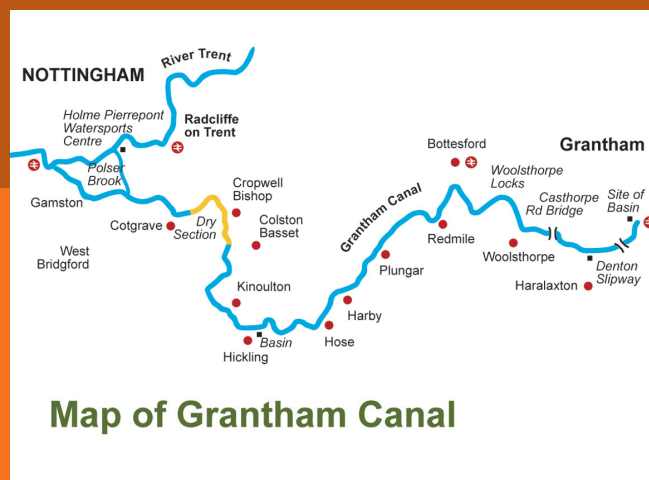 River Trent
NOTTINGHAM
Holme Pierrepont
Watersports
Centre
Radcliffe
on Trent
Polser
Brook
Gamston
Cotgrave
Dry
Section
Cropwell
Bishop
Colston
Basset
West
Bridgford
Kinoulton
Basin
Hickling
Hose
Harby
Plungar
Grantham Canal
Bottesford
Redmile
Woolsthorpe
Locks
Woolsthorpe
Casthorpe
Rd Bridge
Grantham
Site of
Basin
Denton
Slipway
Haralaxton
Map of Grantham Canal